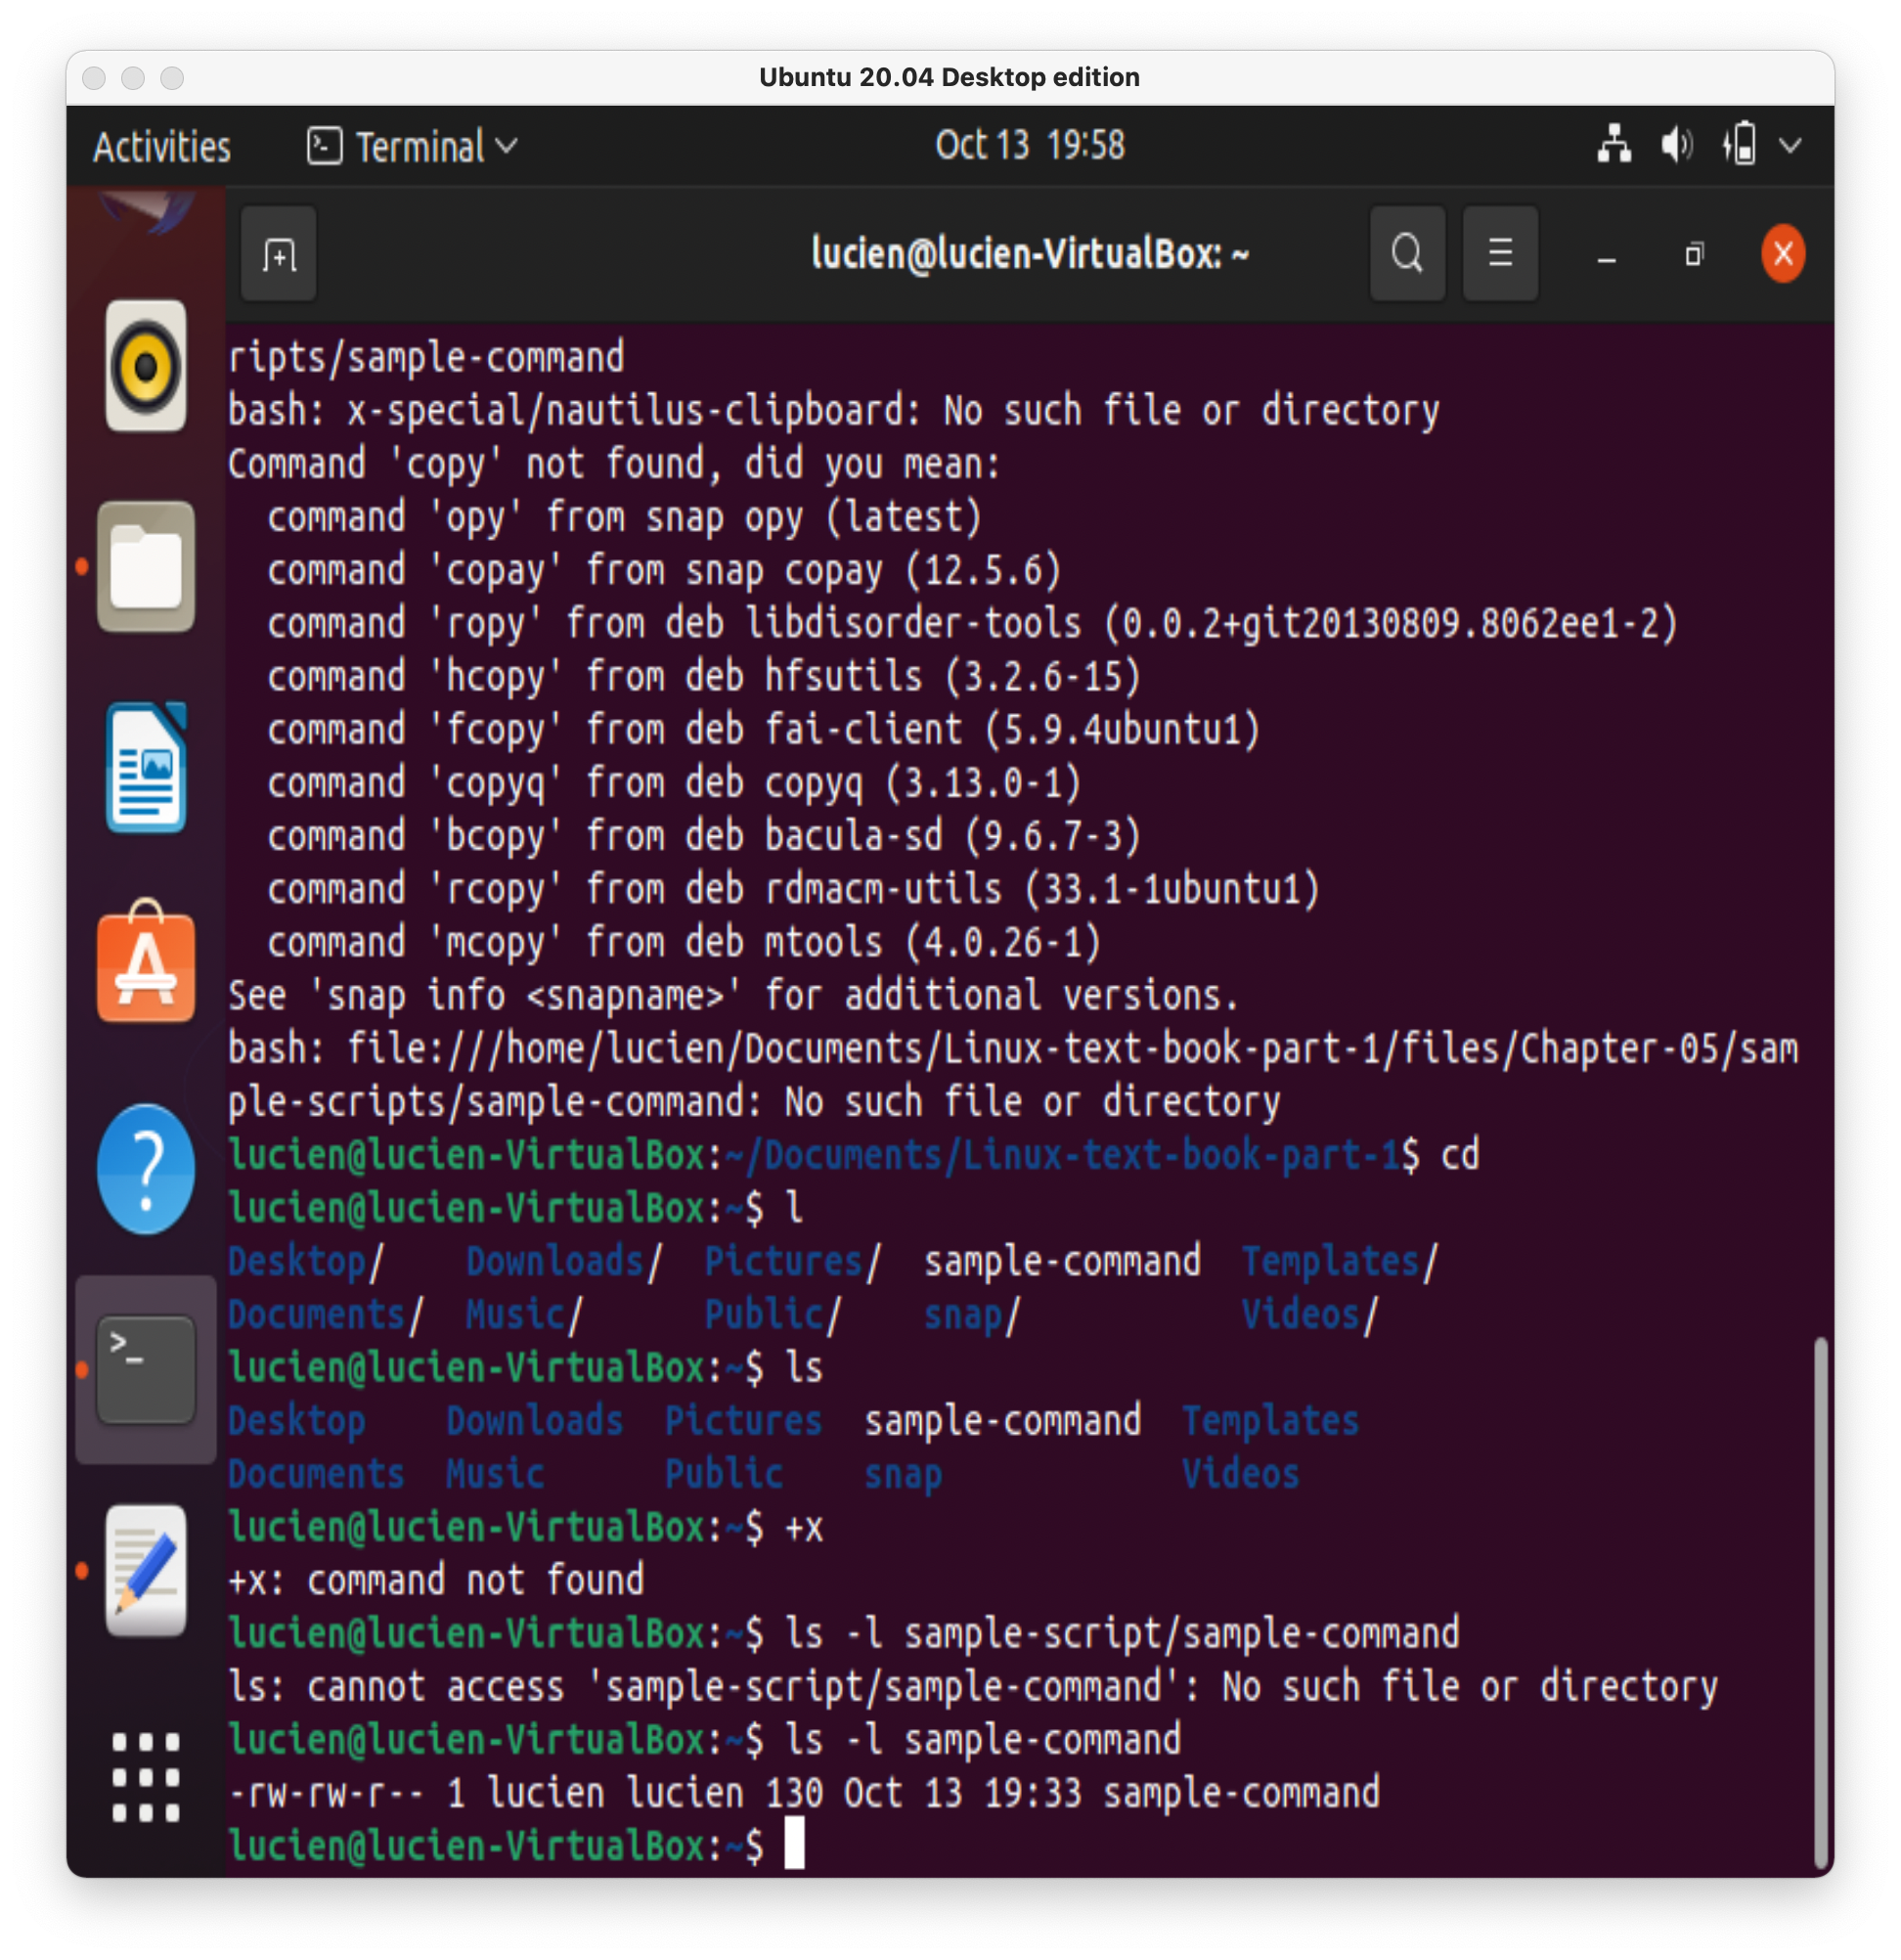 Ubuntu 20.04 Desktop edition
Activities Terminal Oct 13 19:58
lucien@lucien-VirtualBox: ~
ripts/sample-command
bash: x-special/nautilus-clipboard: No such file or directory
Command 'copy' not found, did you mean:
  command 'opy' from snap opy (latest)
  command 'copay' from snap copay (12.5.6)
  command 'ropy' from deb libdisorder-tools (0.0.2+git20130809.8062ee1-2)
  command 'hcopy' from deb hfsutils (3.2.6-15)
  command 'fcopy' from deb fai-client (5.9.4ubuntu1)
  command 'copyq' from deb copyq (3.13.0-1)
  command 'bcopy' from deb bacula-sd (9.6.7-3)
  command 'rcopy' from deb rdmacm-utils (33.1-1ubuntu1)
  command 'mcopy' from deb mtools (4.0.26-1)
See 'snap info <snapname>' for additional versions.
bash: file:///home/lucien/Documents/Linux-text-book-part-1/files/Chapter-05/sam
ple-scripts/sample-command: No such file or directory
lucien@lucien-VirtualBox:~/Documents/Linux-text-book-part-1$ cd
lucien@lucien-VirtualBox:~$ l
Desktop/    Downloads/  Pictures/  sample-command  Templates/
Documents/  Music/      Public/    snap/           Videos/
lucien@lucien-VirtualBox:~$ ls
Desktop    Downloads  Pictures  sample-command  Templates
Documents  Music      Public    snap            Videos
lucien@lucien-VirtualBox:~$ +x
+x: command not found
lucien@lucien-VirtualBox:~$ ls -l sample-script/sample-command
ls: cannot access 'sample-script/sample-command': No such file or directory
lucien@lucien-VirtualBox:~$ ls -l sample-command
-rw-rw-r-- 1 lucien lucien 130 Oct 13 19:33 sample-command
lucien@lucien-VirtualBox:~$